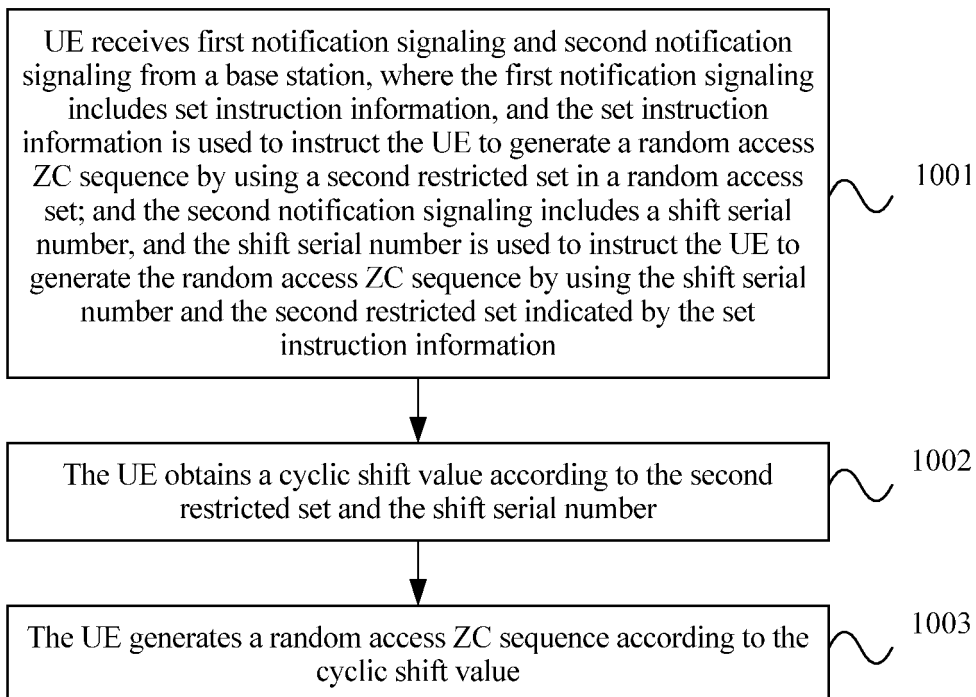 UE receives first notification signaling and second notification
signaling from a base station, where the first notification signaling
includes set instruction information, and the set instruction
information is used to instruct the UE to generate a random access
ZC sequence by using a second restricted set in a random access
set; and the second notification signaling includes a shift serial
number, and the shift serial number is used to instruct the UE to
generate the random access ZC sequence by using the shift serial
number and the second restricted set indicated by the set
instruction information
1001
The UE obtains a cyclic shift value according to the second
restricted set and the shift serial number
1002
The UE generates a random access ZC sequence according to the
cyclic shift value
1003